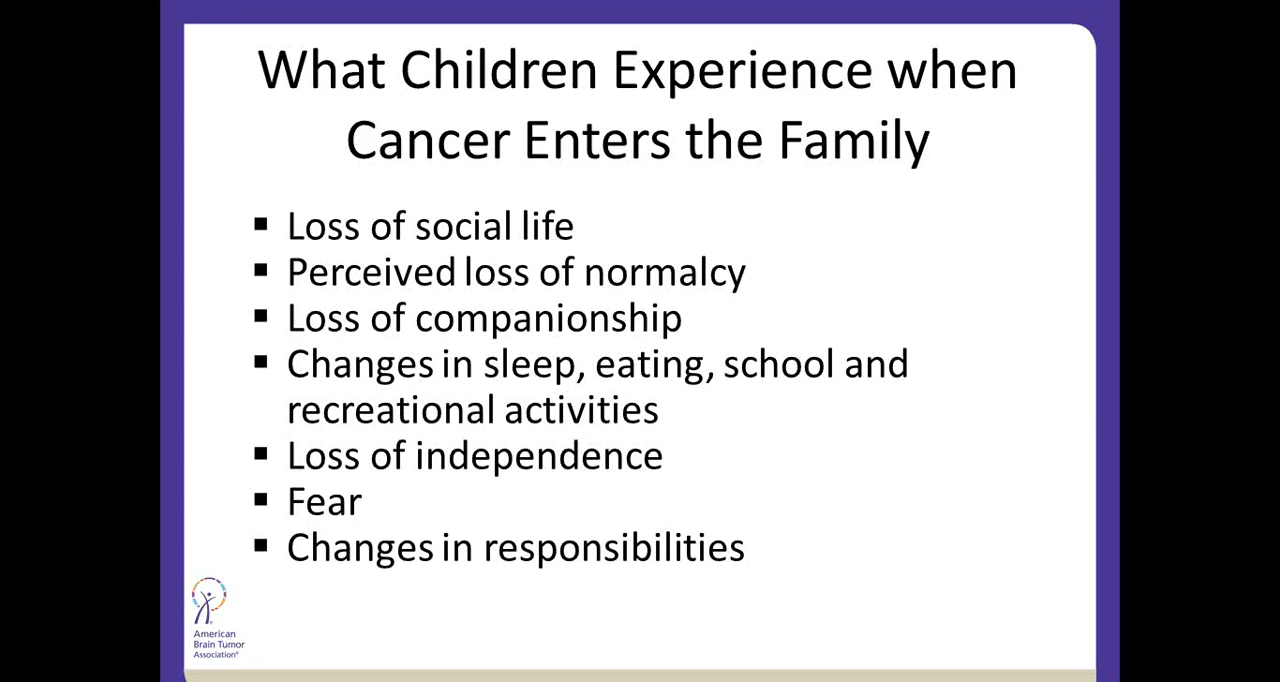 What Children Experience when
Cancer Enters the Family
▪ Loss of social life
▪ Perceived loss of normalcy
▪ Loss of companionship
▪ Changes in sleep, eating, school and
recreational activities
▪ Loss of independence
▪ Fear
▪ Changes in responsibilities
American
Brain Tumor
Association®